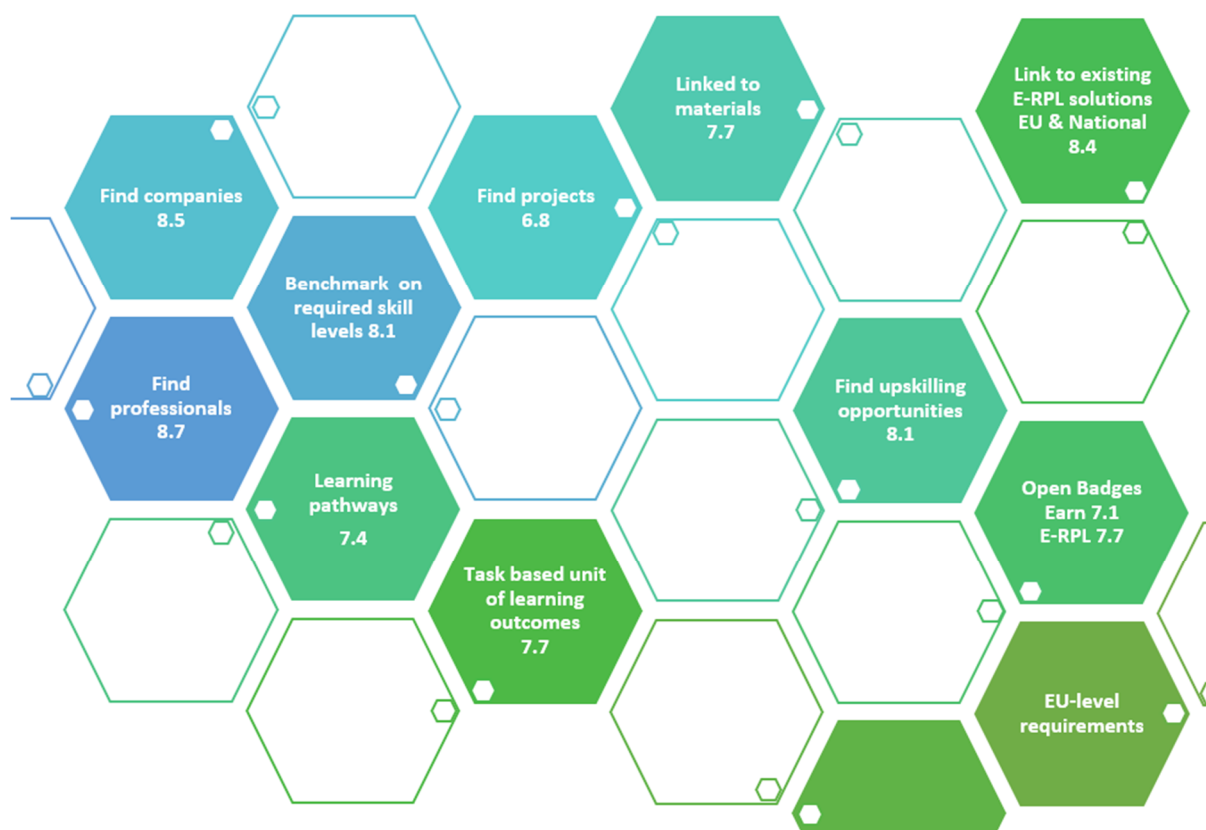 Linked to
materials
7.7
Link to existing
E-RPL solutions
EU & National
8.4
Find companies
8.5
Find projects
6.8
Benchmark on
required skill
levels 8.1
Find
professionals
8.7
Find upskilling
opportunities
8.1
Learning
pathways
7.4
Open Badges
Earn 7.1
E-RPL 7.7
Task based unit
of learning
outcomes
7.7
EU-level
requirements